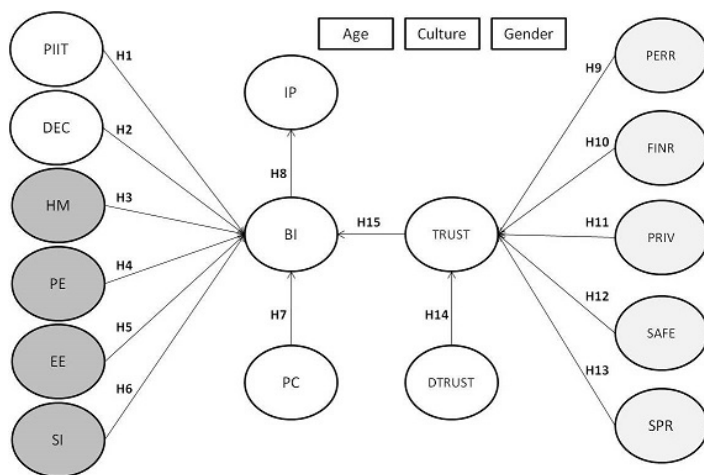 Age
Culture
Gender
PIIT
H1
DEC
H2
HM
H3
PE
H4
EE
H5
SI
H6
IP
H8
BI
H7
PC
H15
TRUST
H14
DTRUST
H9
PERR
H10
FINR
H11
PRIV
H12
SAFE
H13
SPR